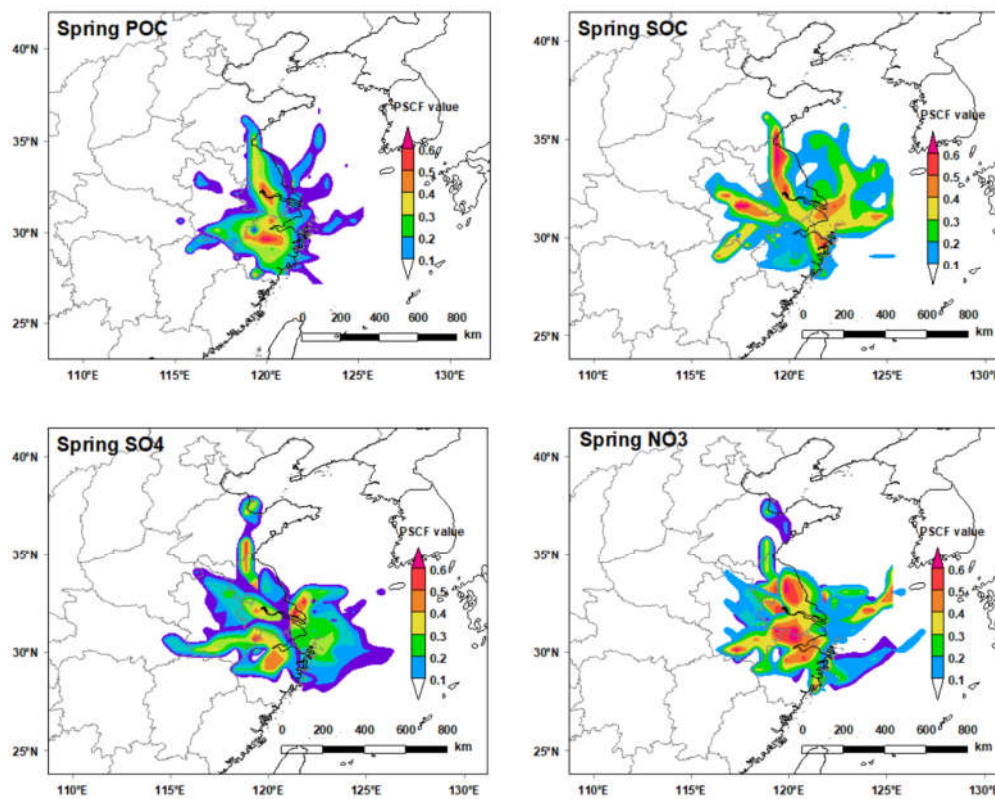 Spring POC
40°N
35°N
30°N
25°N
PSCF value
0.6
0.5
0.4
0.3
0.2
0.1
0 200 400 600 800
km
110°E 115°E 120°E 125°E 130°E
Spring SOC
40°N
35°N
30°N
25°N
PSCF value
0.6
0.5
0.4
0.3
0.2
0.1
0 200 400 600 800
km
110°E 115°E 120°E 125°E 130°E
Spring SO4
40°N
35°N
30°N
25°N
PSCF value
0.6
0.5
0.4
0.3
0.2
0.1
0 200 400 600 800
km
110°E 115°E 120°E 125°E 130°E
Spring NO3
40°N
35°N
30°N
25°N
PSCF value
0.6
0.5
0.4
0.3
0.2
0.1
0 200 400 600 800
km
110°E 115°E 120°E 125°E 130°E